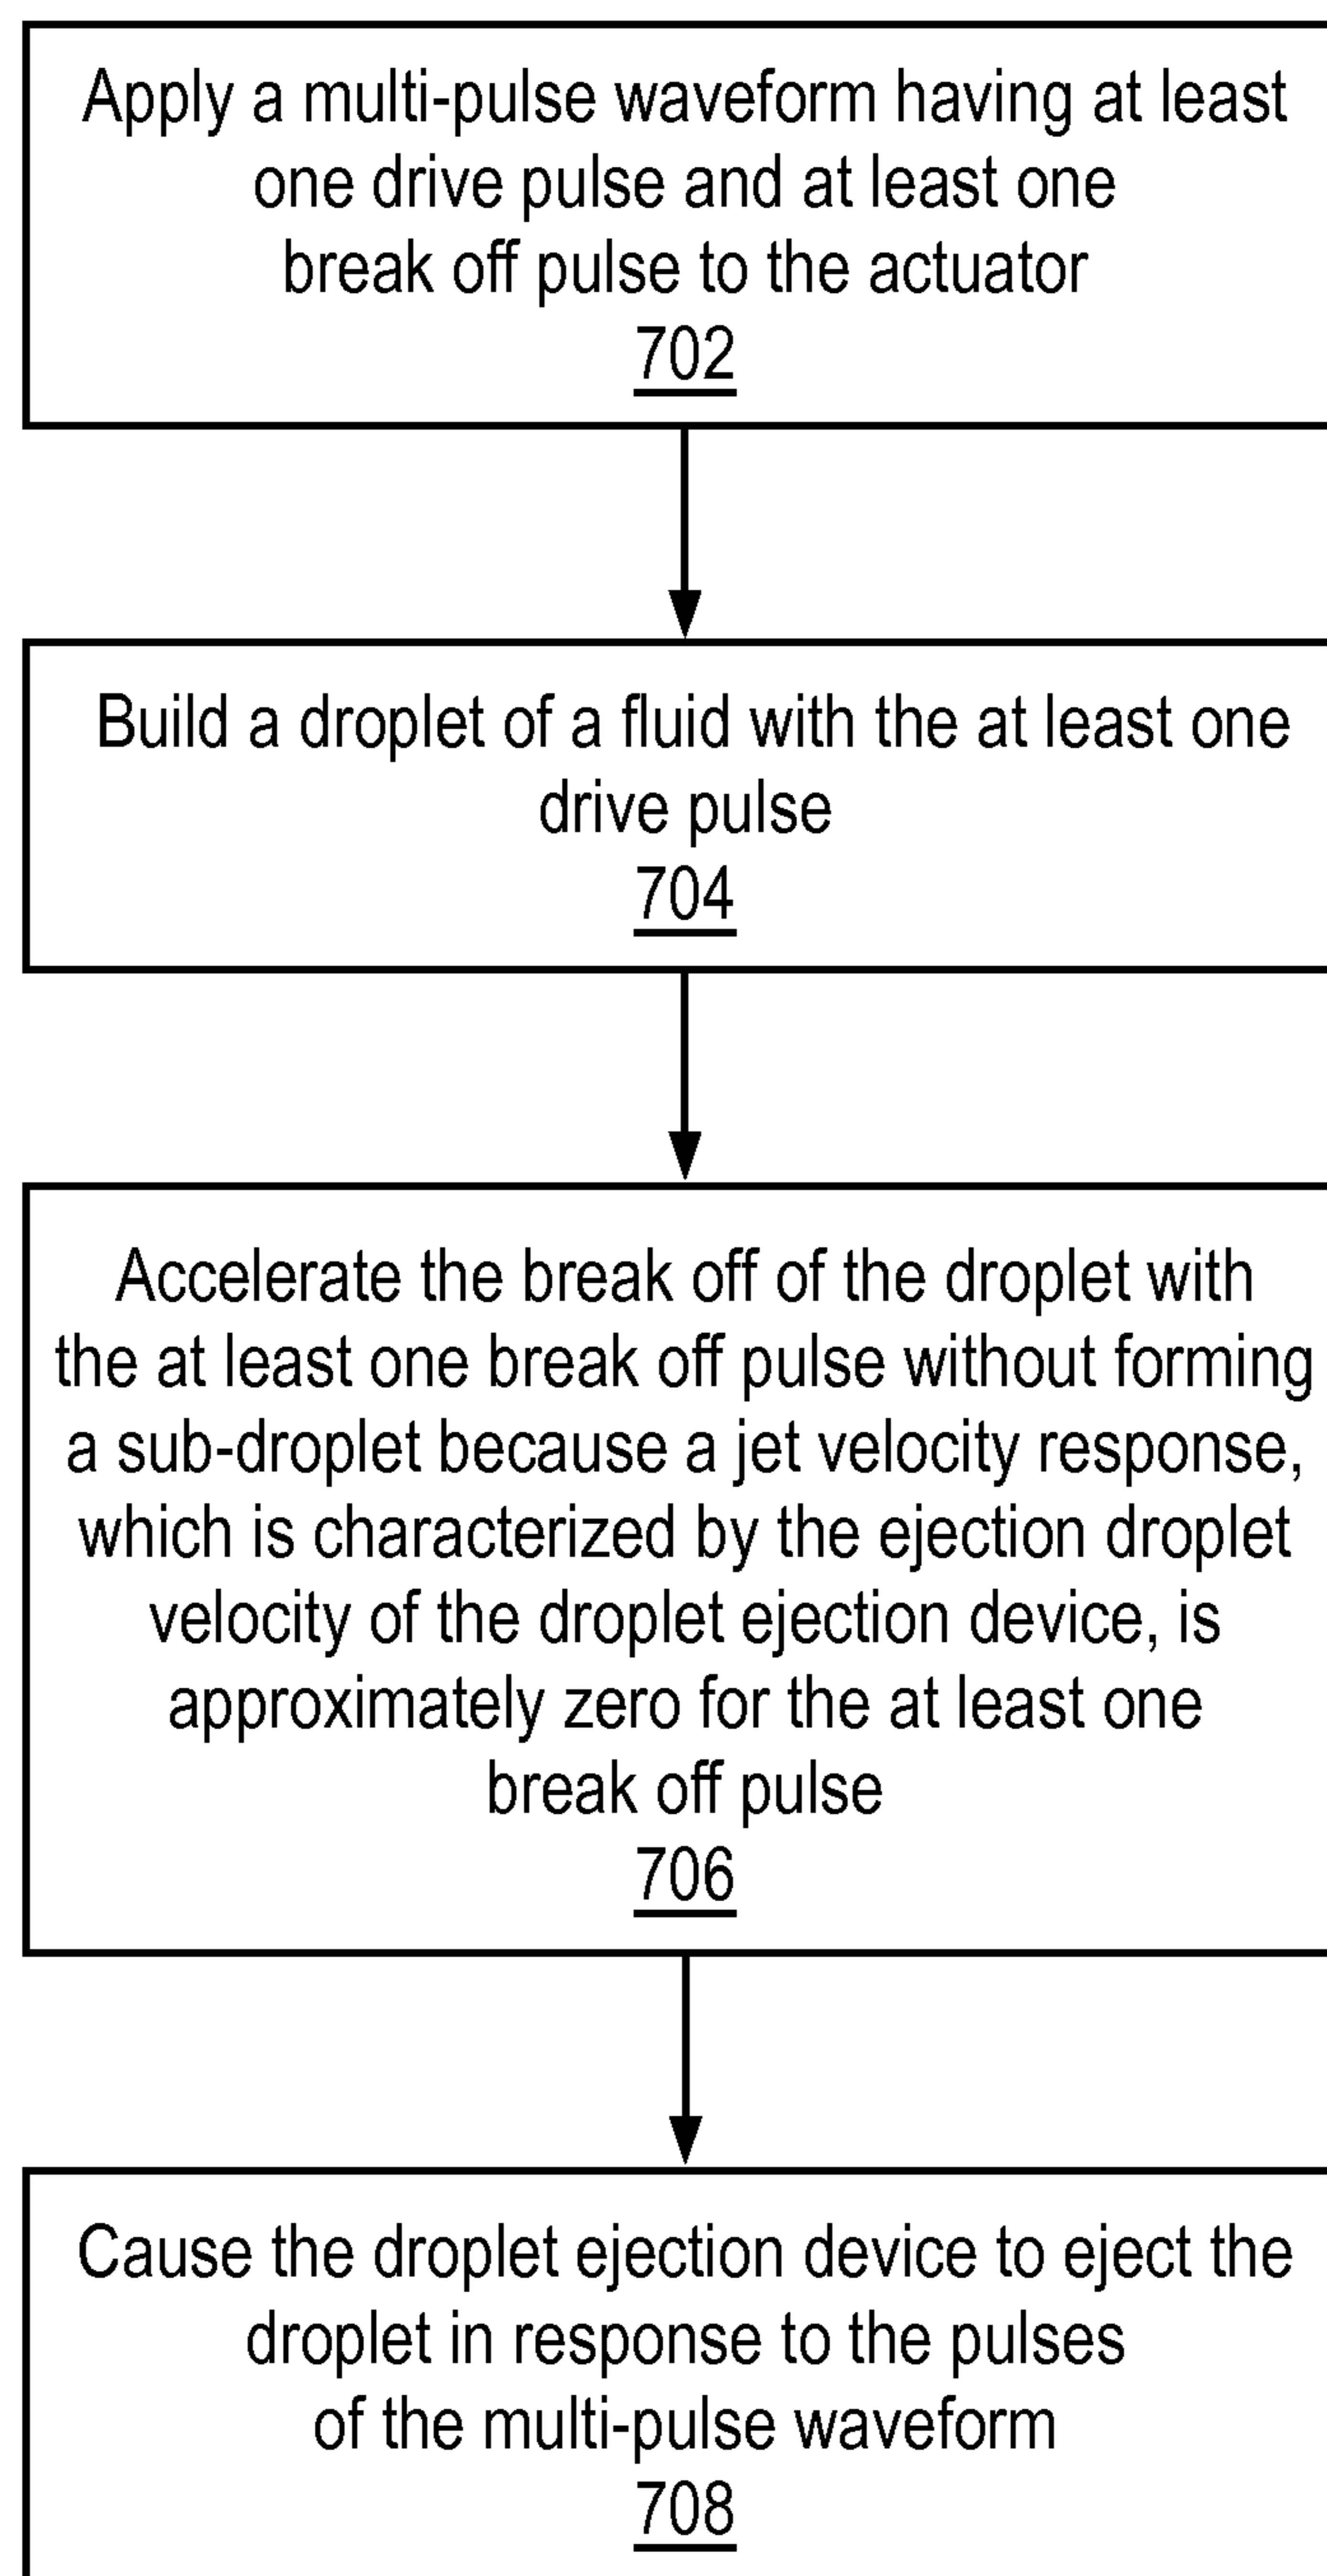 Apply a multi-pulse waveform having at least
one drive pulse and at least one
break off pulse to the actuator
702
Build a droplet of a fluid with the at least one
drive pulse
704
Accelerate the break off of the droplet with
the at least one break off pulse without forming
a sub-droplet because a jet velocity response,
which is characterized by the ejection droplet
velocity of the droplet ejection device, is
approximately zero for the at least one
break off pulse
706
Cause the droplet ejection device to eject the
droplet in response to the pulses
of the multi-pulse waveform
708